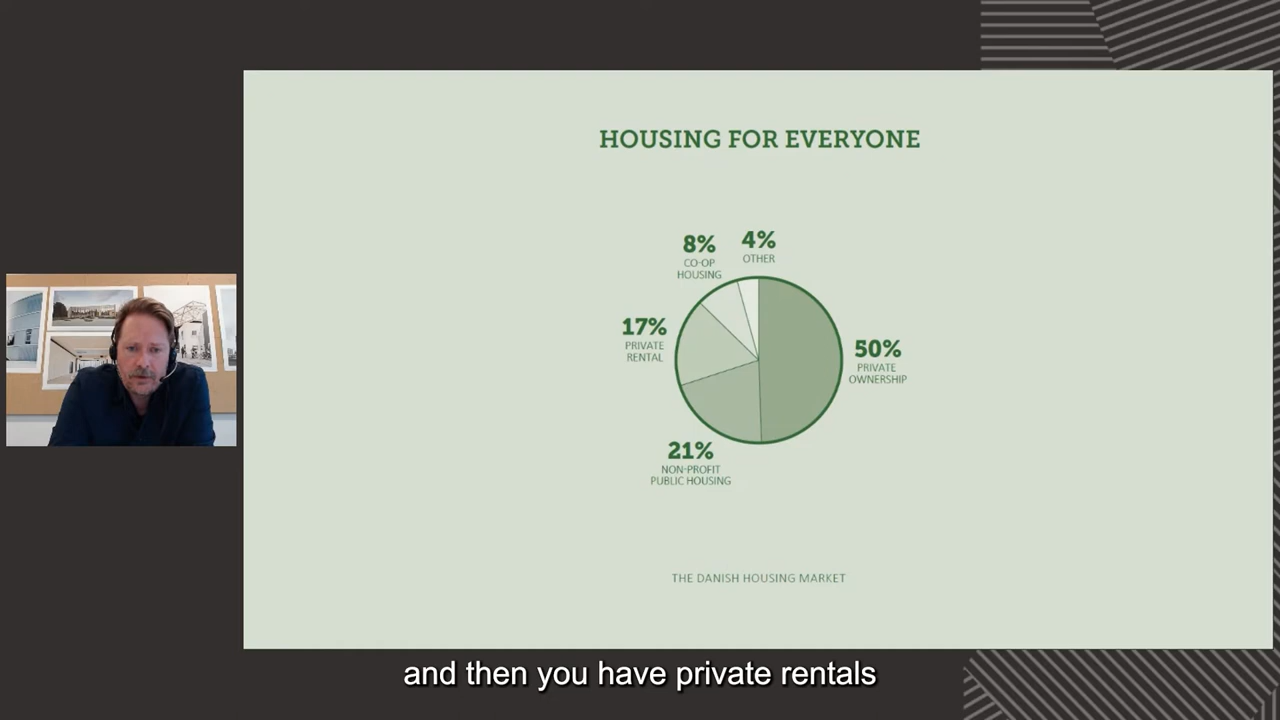 HOUSING FOR EVERYONE
8%
CO-OP
HOUSING
4%
OTHER
17%
PRIVATE
RENTAL
50%
PRIVATE
OWNERSHIP
21%
NON-PROFIT
PUBLIC HOUSING
THE DANISH HOUSING MARKET
and then you have private rentals